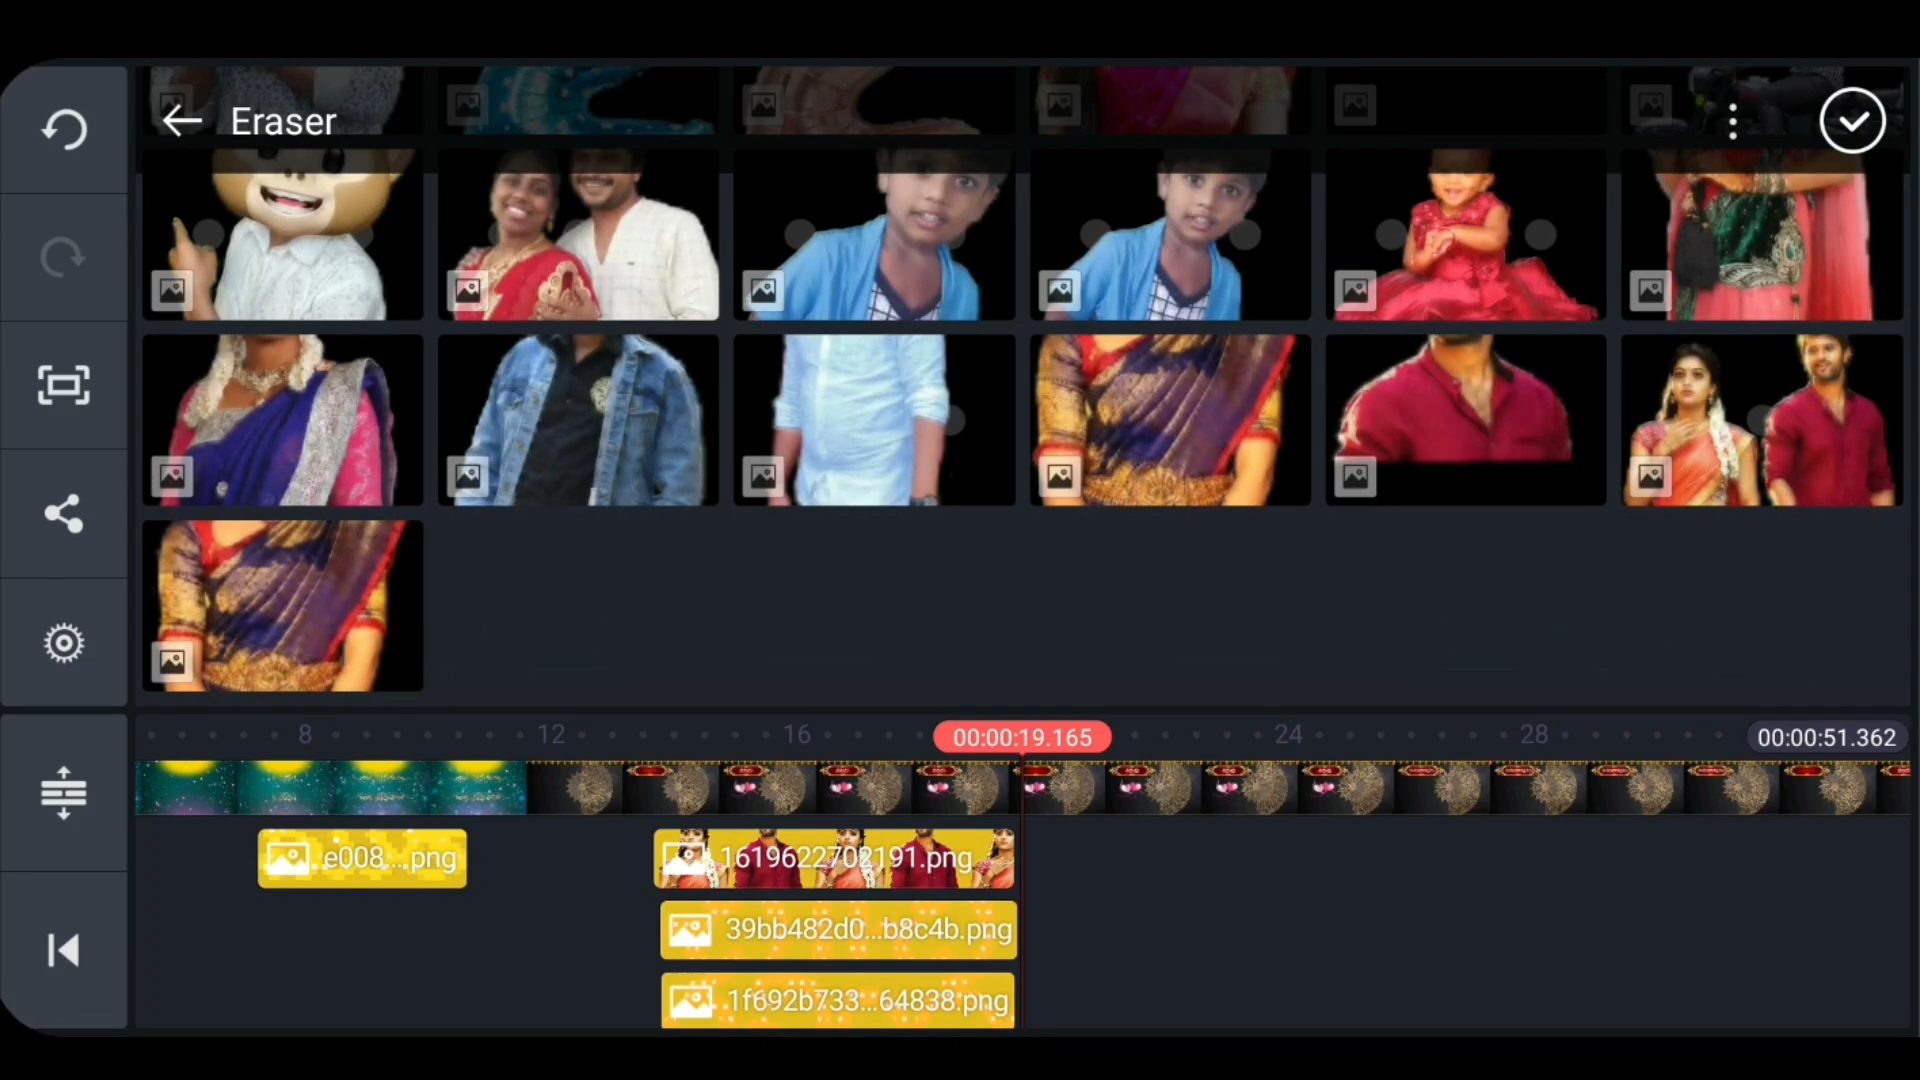 Eraser
8 12 16 00:00:19.165 24 28 00:00:51.362
e008....png 1619622702191.png
39bb482d0...b8c4b.png
1f692b733...64838.png